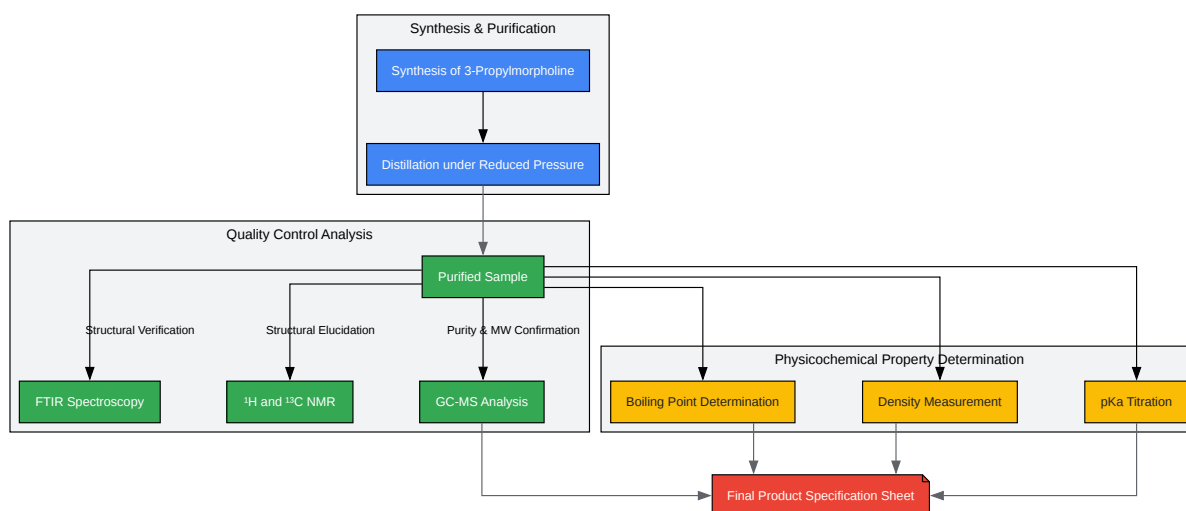 Synthesis & Purification
Synthesis of 3-Propylmorpholine
Distillation under Reduced Pressure
Quality Control Analysis
Purified Sample
Structural Verification
Structural Elucidation
Purity & MW Confirmation
Physicochemical Property Determination
FTIR Spectroscopy
¹H and ¹³C NMR
GC-MS Analysis
Boiling Point Determination
Density Measurement
pKa Titration
Final Product Specification Sheet